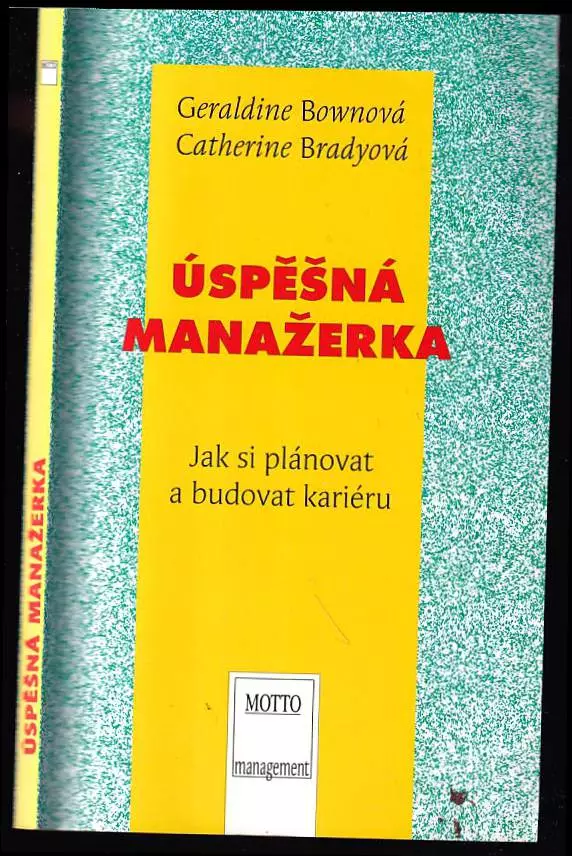 Geraldine Bownová
Catherine Bradyová
ÚSPĚŠNÁ
MANAŽERKA
Jak si plánovat
a budovat kariéru
MOTTO
management
ÚSPĚŠNÁ MANAŽERKA